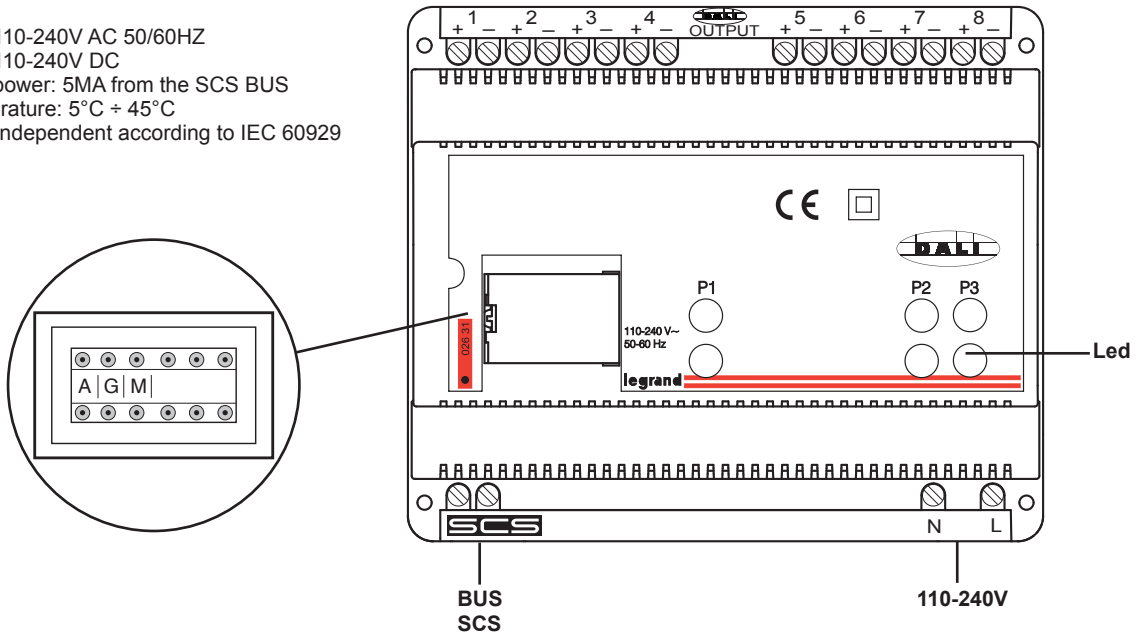 110-240V AC 50/60HZ
110-240V DC
power: 5MA from the SCS BUS
rature: 5°C ÷ 45°C
ndependent according to IEC 60929
1 2 3 4 DALI 5 6 7 8
+ – + – + – + – OUTPUT + – + – + – + –
CE
DALI
P1 P2 P3
110-240 V~
50-60 Hz
026 31
legrand
Led
A G M
SCS
N L
BUS
SCS
110-240V